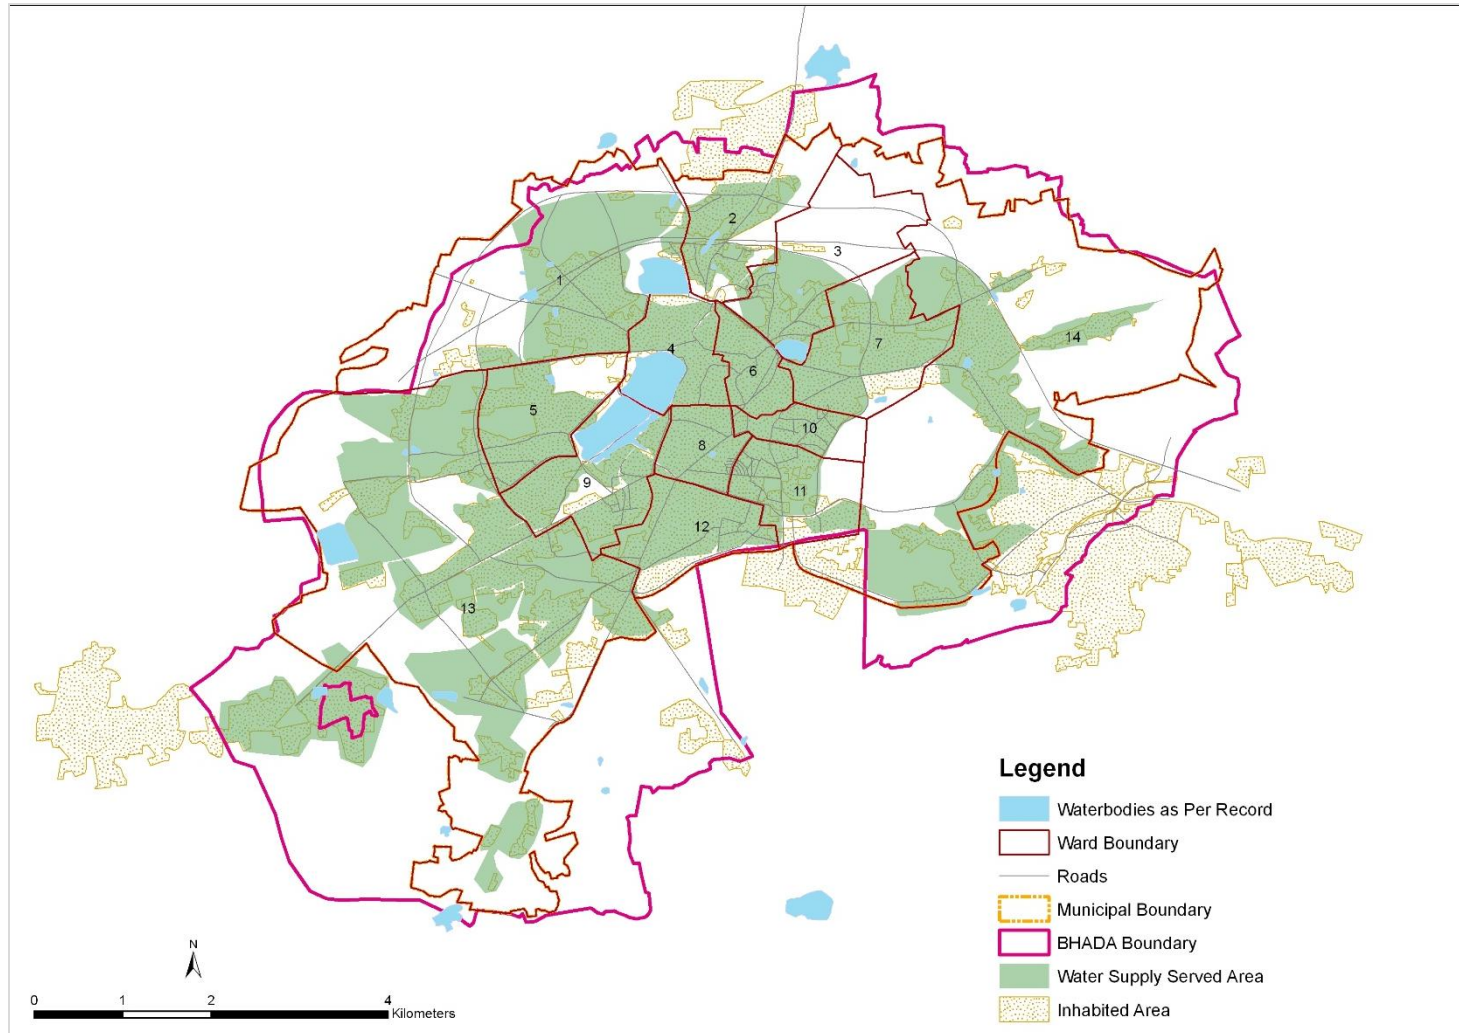 2
3
1
14
4
7
6
5
10
8
9
11
12
13
Legend
Waterbodies as Per Record
Ward Boundary
Roads
Municipal Boundary
BHADA Boundary
Water Supply Served Area
Inhabited Area
N
0 1 2 4
Kilometers